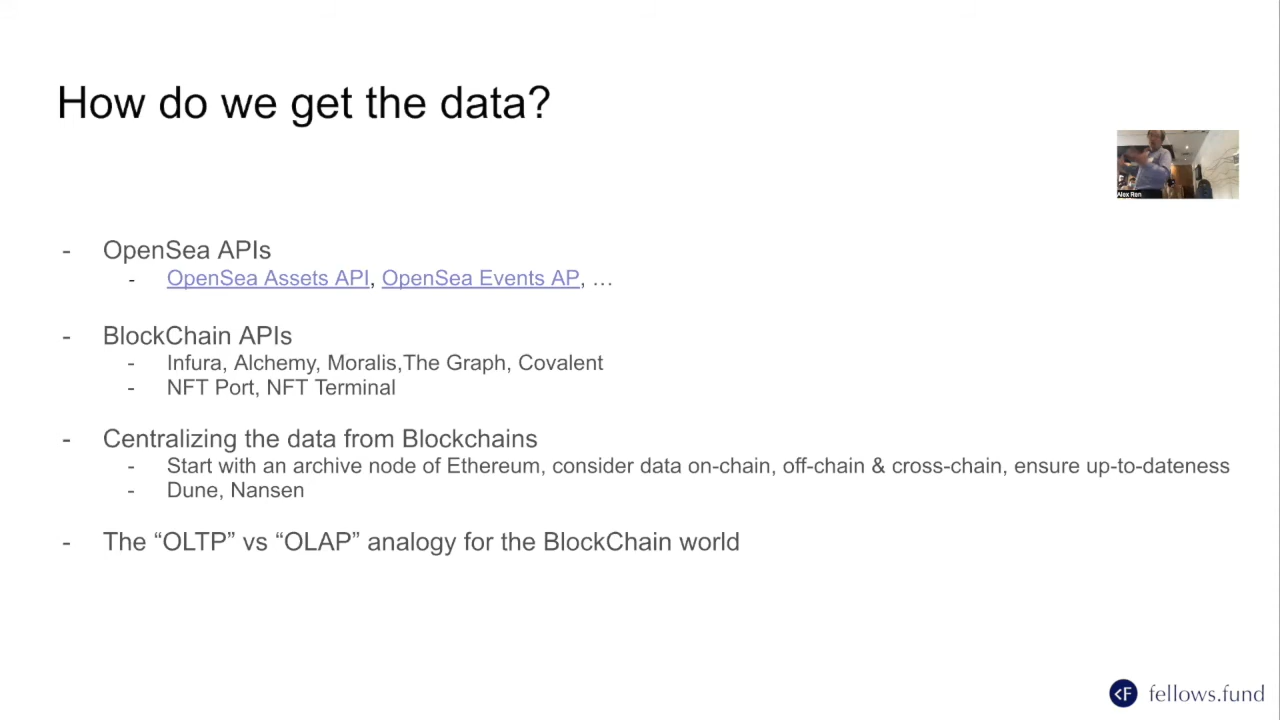 How do we get the data?
Alex Ren
- OpenSea APIs
- OpenSea Assets API, OpenSea Events AP, …
- BlockChain APIs
- Infura, Alchemy, Moralis,The Graph, Covalent
- NFT Port, NFT Terminal
- Centralizing the data from Blockchains
- Start with an archive node of Ethereum, consider data on-chain, off-chain & cross-chain, ensure up-to-dateness
- Dune, Nansen
- The “OLTP” vs “OLAP” analogy for the BlockChain world
<F fellows.fund